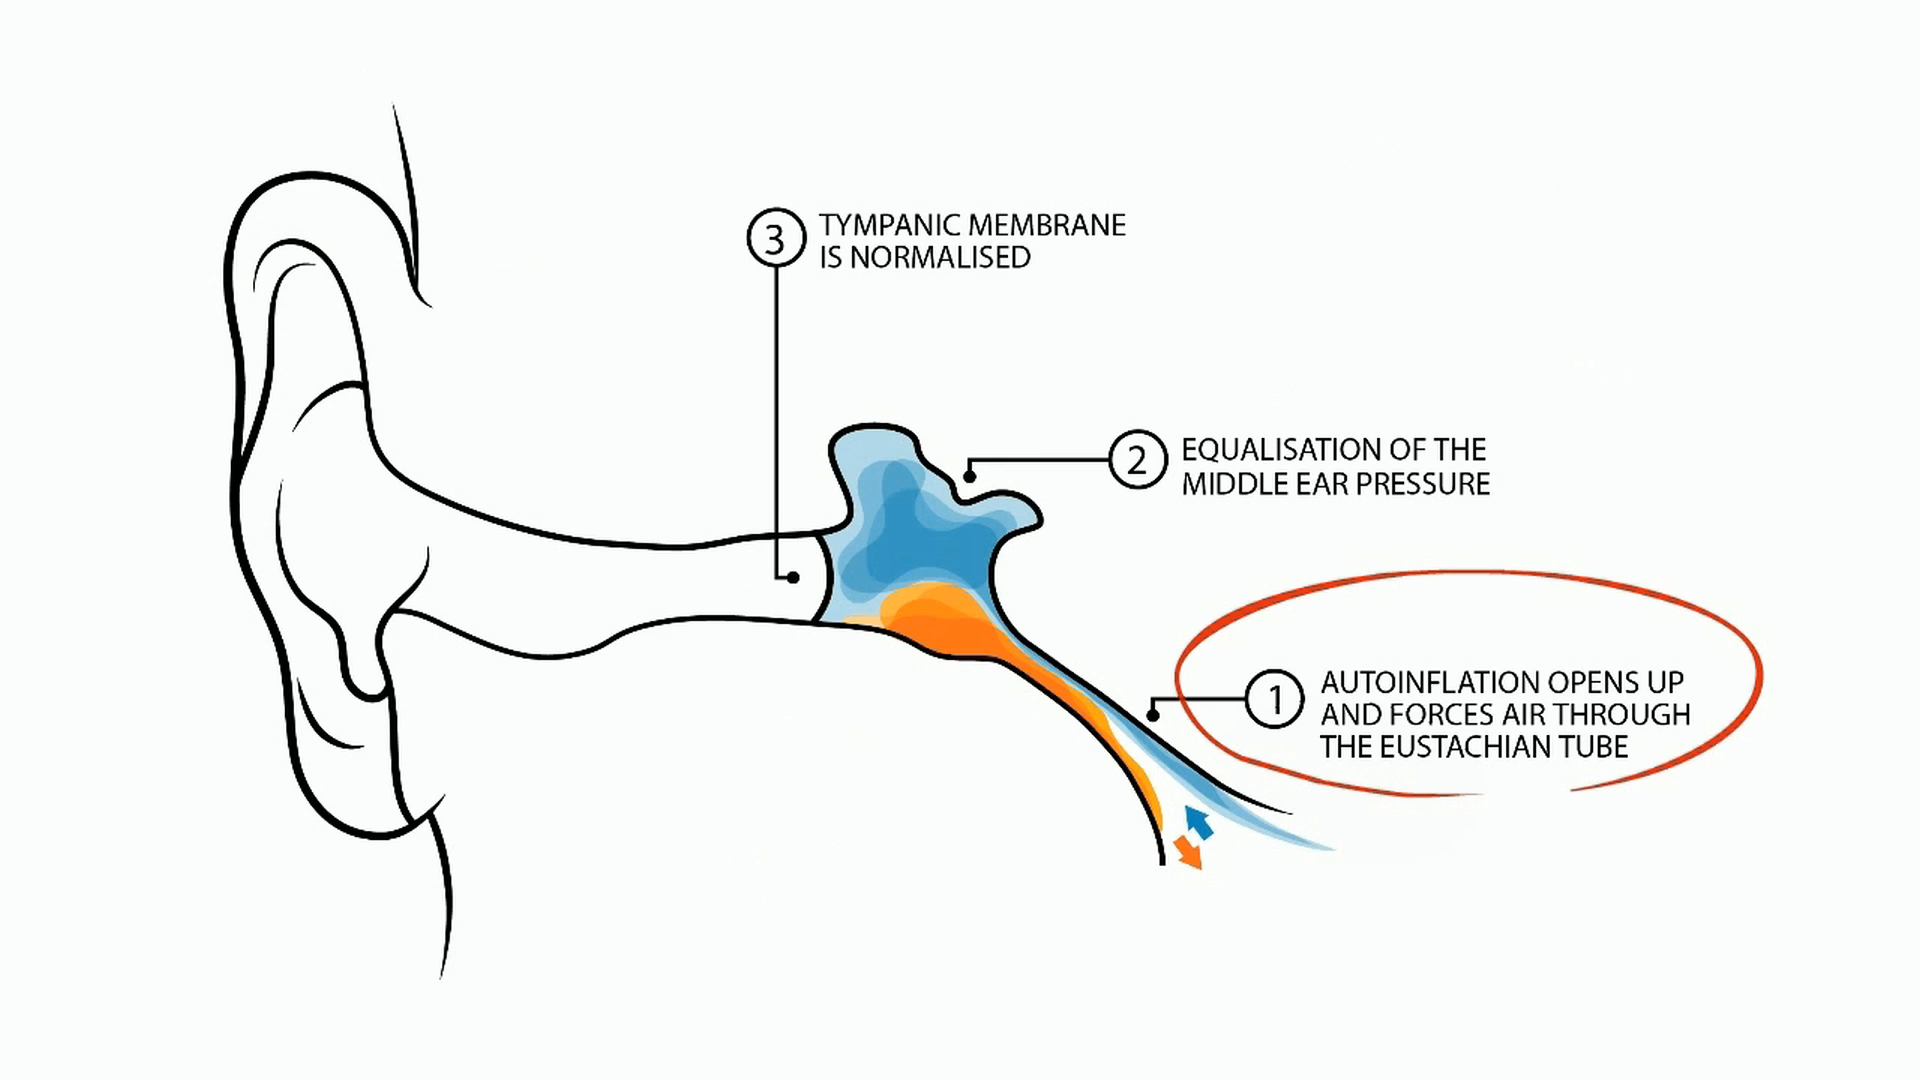 3
TYMPANIC MEMBRANE
IS NORMALISED
2
EQUALISATION OF THE
MIDDLE EAR PRESSURE
1
AUTOINFLATION OPENS UP
AND FORCES AIR THROUGH
THE EUSTACHIAN TUBE